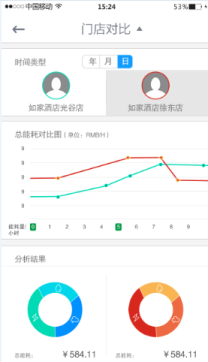 中国移动 15:24 53%
门店对比
时间类型 年 月 日
如家酒店光谷店 如家酒店徐东店
总能耗对比图（单位：RMB/H）
9
9
9
9
9
能耗量/小时 0 1 2 3 4 5 6 7 8 9
分析结果
总能耗: ¥584.11 总能耗: ¥584.11